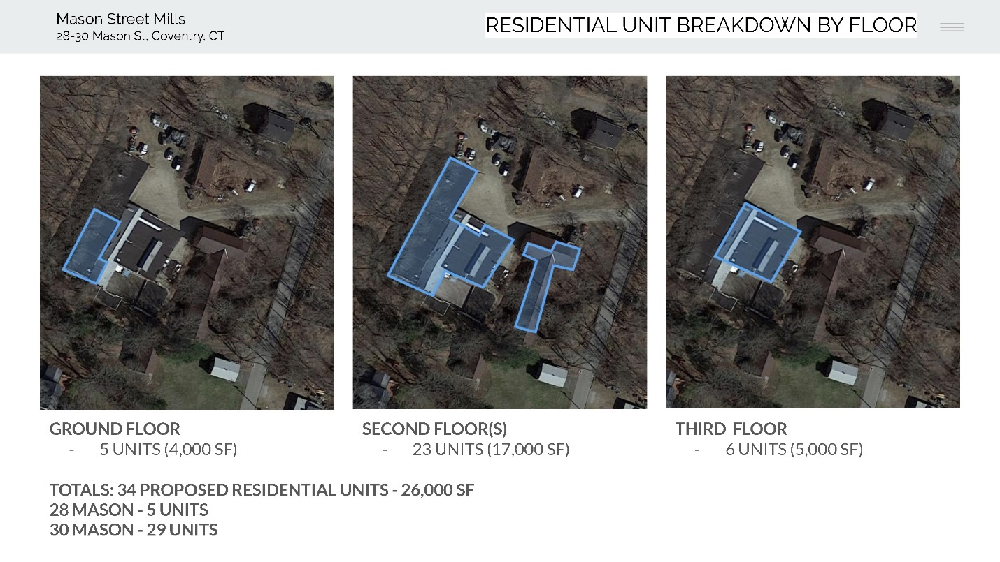 Mason Street Mills
28-30 Mason St, Coventry, CT
RESIDENTIAL UNIT BREAKDOWN BY FLOOR
GROUND FLOOR
- 5 UNITS (4,000 SF)
SECOND FLOOR(S)
- 23 UNITS (17,000 SF)
THIRD FLOOR
- 6 UNITS (5,000 SF)
TOTALS: 34 PROPOSED RESIDENTIAL UNITS - 26,000 SF
28 MASON - 5 UNITS
30 MASON - 29 UNITS